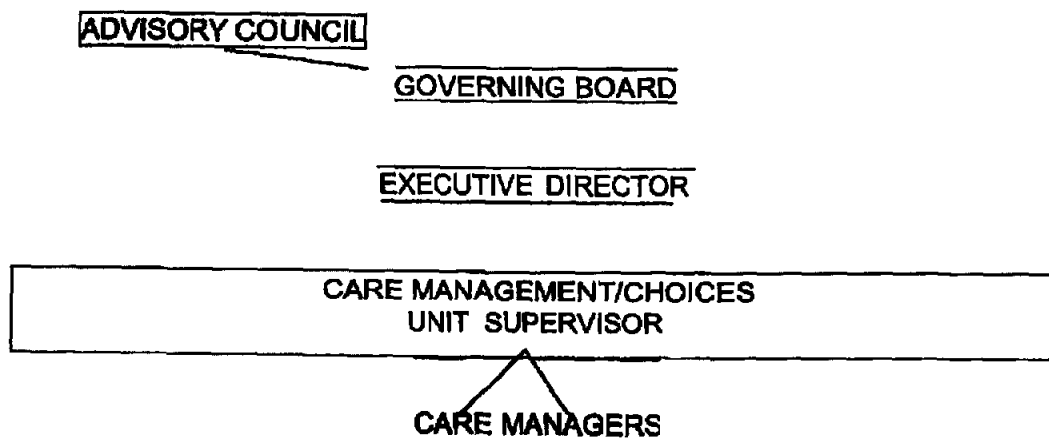 ADVISORY COUNCIL
GOVERNING BOARD
EXECUTIVE DIRECTOR
CARE MANAGEMENT/CHOICES
UNIT SUPERVISOR
CARE MANAGERS